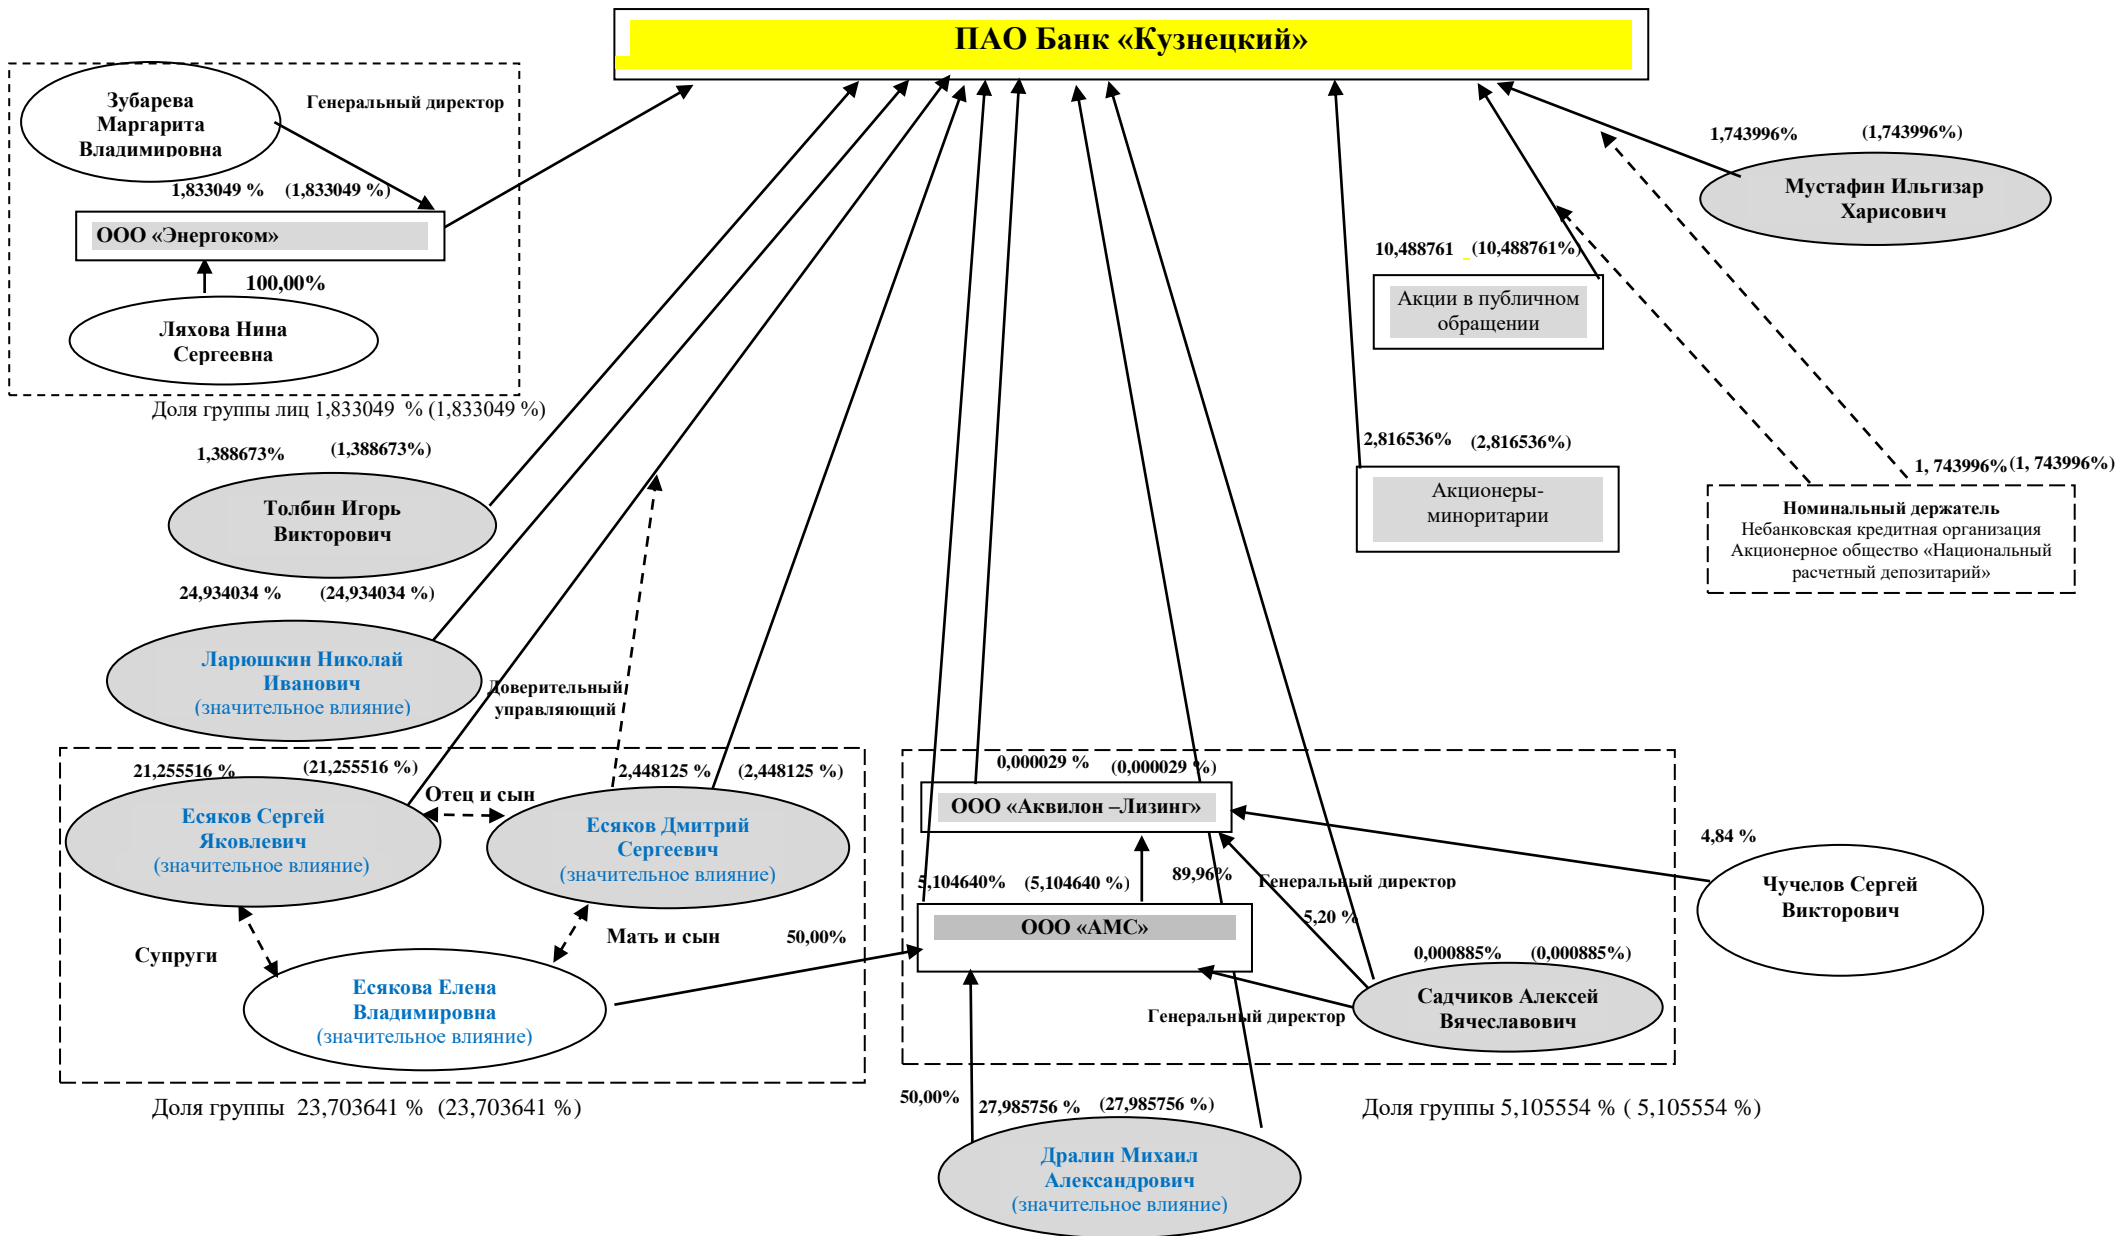 ПАО Банк «Кузнецкий»
Зубарева
Маргарита
Владимировна
Генеральный директор
1,833049 % (1,833049 %)
ООО «Энергоком»
100,00%
Ляхова Нина
Сергеевна
Доля группы лиц 1,833049 % (1,833049 %)
1,743996% (1,743996%)
Мустафин Ильгизар
Харисович
10,488761 _ (10,488761%)
Акции в публичном
обращении
2,816536% (2,816536%)
Акционеры-
миноритарии
1, 743996% (1, 743996%)
Номинальный держатель
Небанковская кредитная организация
Акционерное общество «Национальный
расчетный депозитарий»
1,388673% (1,388673%)
Толбин Игорь
Викторович
24,934034 % (24,934034 %)
Ларюшкин Николай
Иванович
(значительное влияние)
Доверительный
управляющий
21,255516 % (21,255516 %)
Есяков Сергей
Яковлевич
(значительное влияние)
Отец и сын
2,448125 % (2,448125 %)
Есяков Дмитрий
Сергеевич
(значительное влияние)
Супруги
Мать и сын
Есякова Елена
Владимировна
(значительное влияние)
50,00%
Доля группы 23,703641 % (23,703641 %)
0,000029 % (0,000029 %)
ООО «Аквилон –Лизинг»
5,104640% (5,104640 %)
89,96%
Генеральный директор
5,20 %
ООО «АМС»
4,84 %
Чучелов Сергей
Викторович
0,000885% (0,000885%)
Садчиков Алексей
Вячеславович
Генеральный директор
Доля группы 5,105554 % ( 5,105554 %)
50,00%
27,985756 % (27,985756 %)
Дралин Михаил
Александрович
(значительное влияние)